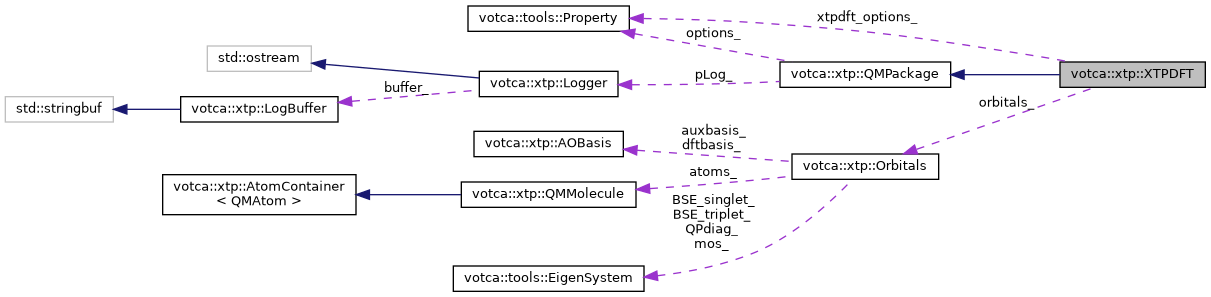 votca::tools::Property
xtpdft_options_
options_
std::ostream
votca::xtp::QMPackage
votca::xtp::XTPDFT
pLog_
votca::xtp::Logger
buffer_
std::stringbuf
votca::xtp::LogBuffer
orbitals_
auxbasis_
dftbasis_
votca::xtp::AOBasis
votca::xtp::Orbitals
atoms_
votca::xtp::AtomContainer
< QMAtom >
votca::xtp::QMMolecule
BSE_singlet_
BSE_triplet_
QPdiag_
mos_
votca::tools::EigenSystem